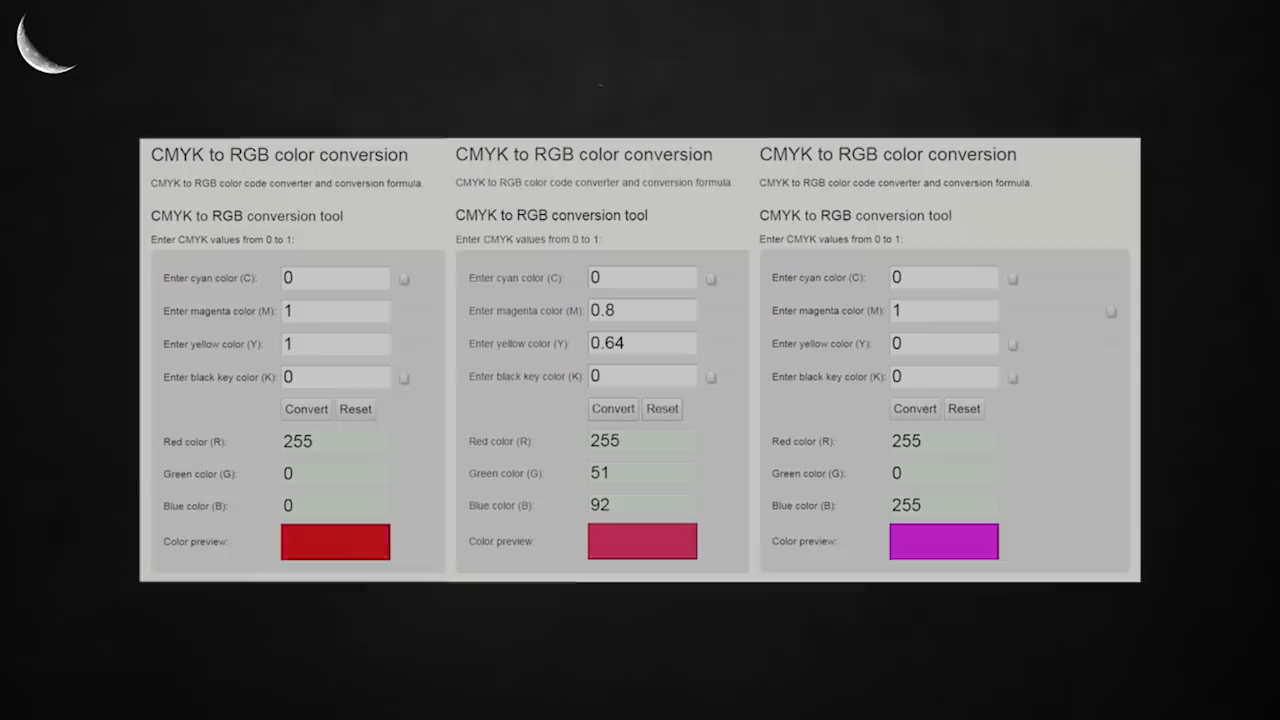 CMYK to RGB color conversion
CMYK to RGB color code converter and conversion formula.
CMYK to RGB conversion tool
Enter CMYK values from 0 to 1:
Enter cyan color (C): 0
Enter magenta color (M): 1
Enter yellow color (Y): 1
Enter black key color (K): 0
Convert Reset
Red color (R): 255
Green color (G): 0
Blue color (B): 0
Color preview:
CMYK to RGB color conversion
CMYK to RGB color code converter and conversion formula.
CMYK to RGB conversion tool
Enter CMYK values from 0 to 1:
Enter cyan color (C): 0
Enter magenta color (M): 0.8
Enter yellow color (Y): 0.64
Enter black key color (K): 0
Convert Reset
Red color (R): 255
Green color (G): 51
Blue color (B): 92
Color preview:
CMYK to RGB color conversion
CMYK to RGB color code converter and conversion formula.
CMYK to RGB conversion tool
Enter CMYK values from 0 to 1:
Enter cyan color (C): 0
Enter magenta color (M): 1
Enter yellow color (Y): 0
Enter black key color (K): 0
Convert Reset
Red color (R): 255
Green color (G): 0
Blue color (B): 255
Color preview: